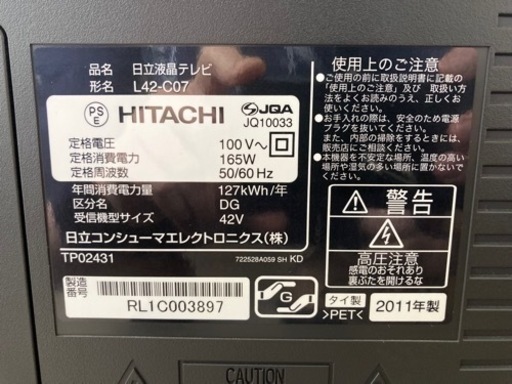 品名 日立液晶テレビ
形名 L42-C07
PS
E
HITACHI
JQA
JQ10033
定格電圧 100 V～
定格消費電力 165W
定格周波数 50/60 Hz
年間消費電力量 127kWh/年
区分名 DG
受信機型サイズ 42V
日立コンシューマエレクトロニクス(株)
TP02431 722528A059 SH KD
製造番号 RL1C003897
G
使用上のご注意
●ご使用の前に取扱説明書に記載の
「使用上のご注意」および、取扱い方
法をよくお読みのうえ、正しくお
使いください。
●お手入れの際は、安全のため電源
プラグを抜いてください。
また、内部の掃除をするときには、
販売店にご相談ください。
●本機器を不安定な場所、温度の高い
場所や湿気の多い場所に置かないで
ください。
警告
高圧注意
感電のおそれあり
裏ぶたを開けるな
タイ製
>PET<
2011年製
CAUTION